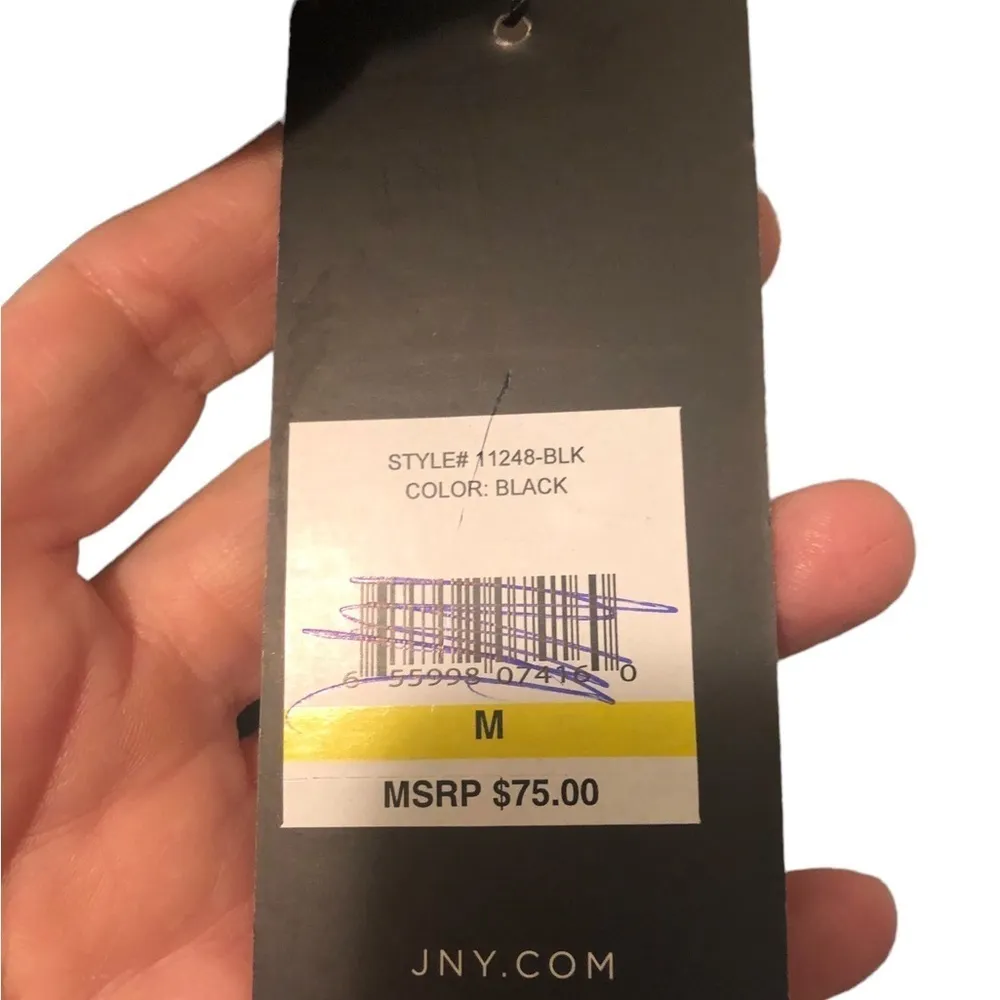 STYLE# 11248-BLK
COLOR: BLACK
6 55998 07416 0
M
MSRP $75.00
JNY.COM